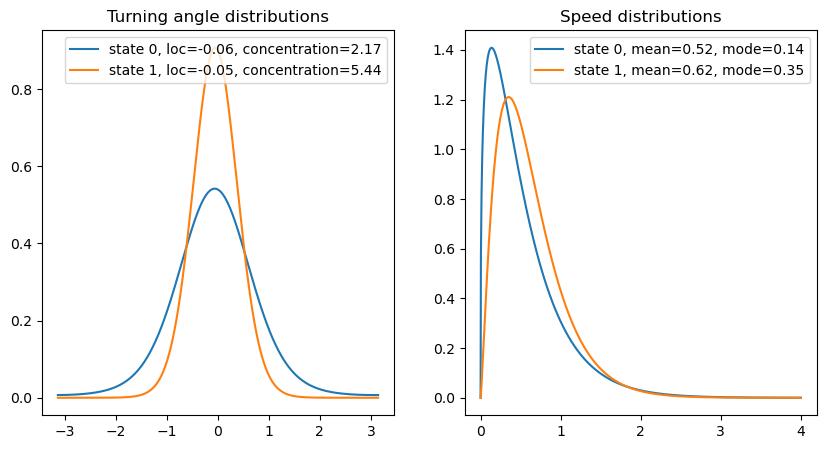 Turning angle distributions
state 0, loc=-0.06, concentration=2.17
state 1, loc=-0.05, concentration=5.44
0.8
0.6
0.4
0.2
0.0
−3 −2 −1 0 1 2 3
Speed distributions
state 0, mean=0.52, mode=0.14
state 1, mean=0.62, mode=0.35
1.4
1.2
1.0
0.8
0.6
0.4
0.2
0.0
0 1 2 3 4